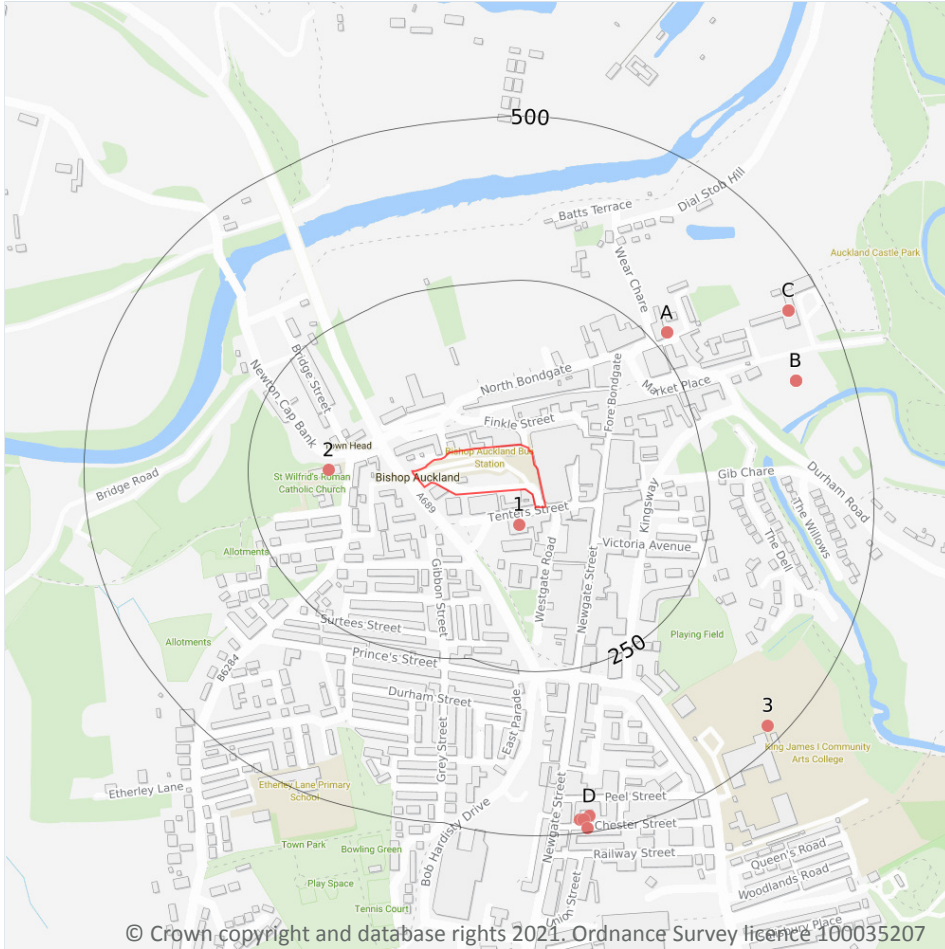 500
Batts Terrace
Dial Stob Hill
Wear Chare
Auckland Castle Park
C
A
B
Bridge Street
North Bondgate
Market Place
Fore Bondgate
Newton Cap Bank
Finkle Street
2
Bishop Auckland Bus
Station
Bishop Auckland
St Wilfrid's Roman
Catholic Church
Bridge Road
A689
1
Tenters Street
Gib Chare
Durham Road
Kingsway
The Willows
The Dell
Victoria Avenue
Allotments
Gibbon Street
Westgate Road
Newgate Street
Surtees Street
Playing Field
Allotments
250
Prince's Street
B6284
Durham Street
East Parade
3
Grey Street
King James I Community
Arts College
Etherley Lane
Etherley Lane Primary
School
D
Peel Street
Newgate Street
Chester Street
Bob Hardisty Drive
Town Park
Bowling Green
Railway Street
Queen's Road
Woodlands Road
Play Space
Tennis Court
Union Street
© Crown copyright and database rights 2021. Ordnance Survey licence 100035207